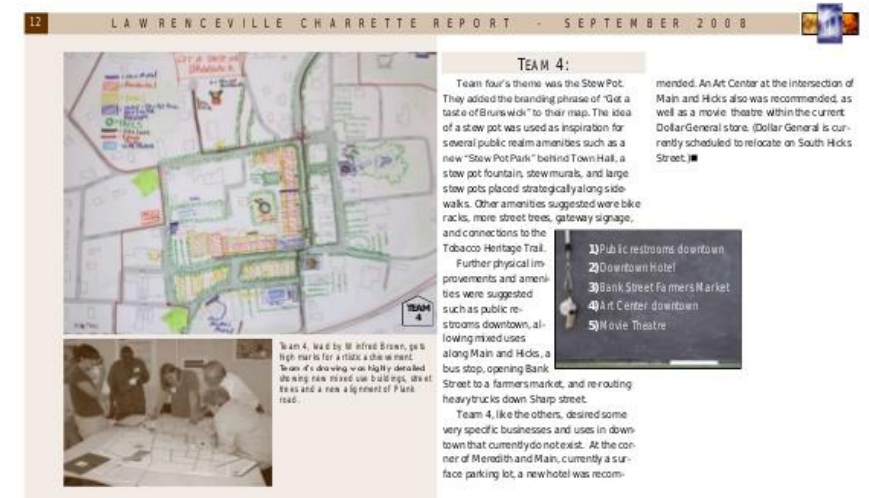 12
LAWRENCEVILLE CHARRETTE REPORT - SEPTEMBER 2008
TEAM
4
Team 4, lead by Winfred Brown, gets
high marks for artistic achievement.
Team 4's drawing was highly detailed
showing new mixed use buildings, street
trees and a new alignment of Plank
road.
TEAM 4:
Team four's theme was the Stew Pot.
They added the branding phrase of "Get a
taste of Brunswick" to their map. The idea
of a stew pot was used as inspiration for
several public realm amenities such as a
new "Stew Pot Park" behind Town Hall, a
stew pot fountain, stew murals, and large
stew pots placed strategically along side-
walks. Other amenities suggested were bike
racks, more street trees, gateway signage,
and connections to the
Tobacco Heritage Trail.
Further physical im-
provements and ameni-
ties were suggested
such as public re-
strooms downtown, al-
lowing mixed uses
along Main and Hicks, a
bus stop, opening Bank
Street to a farmers market, and re-routing
heavy trucks down Sharp street.
Team 4, like the others, desired some
very specific businesses and uses in down-
town that currently do not exist. At the cor-
ner of Meredith and Main, currently a sur-
face parking lot, a new hotel was recom-
mended. An Art Center at the intersection of
Main and Hicks also was recommended, as
well as a movie theatre within the current
Dollar General store. (Dollar General is cur-
rently scheduled to relocate on South Hicks
Street.)■
1) Public restrooms downtown
2) Downtown Hotel
3) Bank Street Farmers Market
4) Art Center downtown
5) Movie Theatre